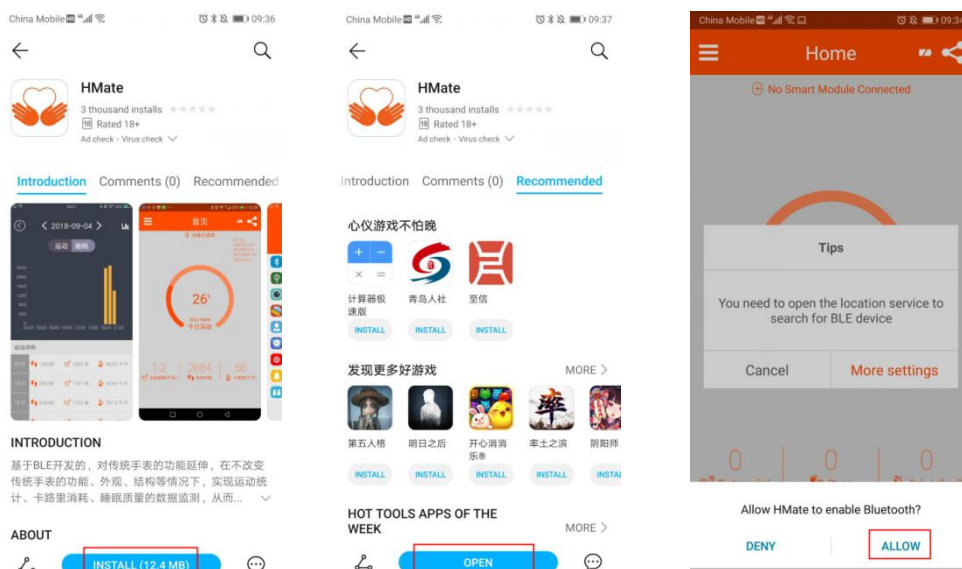 China Mobile 09:36
HMate
3 thousand installs
18 Rated 18+
Ad check - Virus check
Introduction Comments (0) Recommended
2018-09-04
运动 睡眠
首页
26°
今日运动
1.2 2684 56
INTRODUCTION
基于BLE开发的，对传统手表的功能延伸，在不改变
传统手表的功能、外观、结构等情况下，实现运动统
计、卡路里消耗、睡眠质量的数据监测，从而...
ABOUT
INSTALL (12.4 MB)
China Mobile 09:37
HMate
3 thousand installs
18 Rated 18+
Ad check - Virus check
Introduction Comments (0) Recommended
心仪游戏不怕晚
计算器极
速版
青岛人社
至信
INSTALL INSTALL INSTALL
发现更多好游戏 MORE >
第五人格 明日之后 开心消消
乐®
率土之滨 阴阳师
INSTALL INSTALL INSTALL INSTALL INSTAL
HOT TOOLS APPS OF THE
WEEK MORE >
OPEN
China Mobile 09:34
Home
No Smart Module Connected
Tips
You need to open the location service to
search for BLE device
Cancel More settings
0 0 0
Allow HMate to enable Bluetooth?
DENY ALLOW